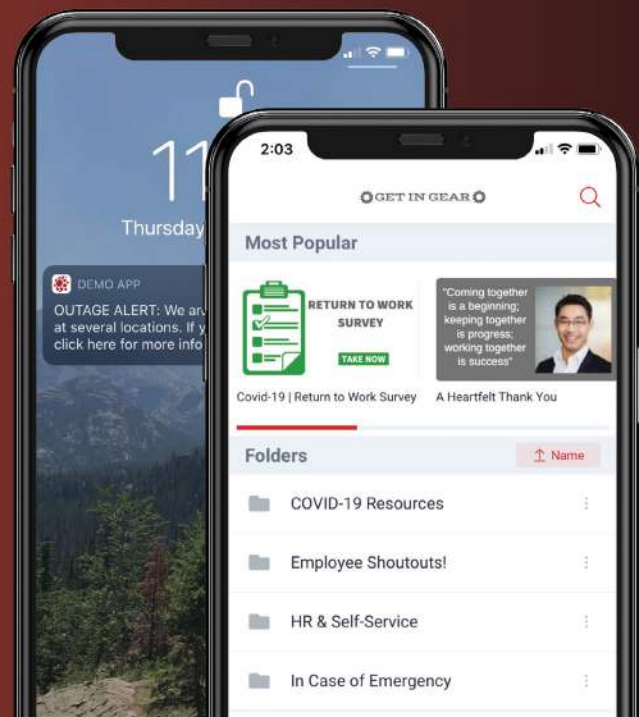 11
Thursday
DEMO APP
OUTAGE ALERT: We are
at several locations. If y
click here for more info
2:03
GET IN GEAR
Most Popular
RETURN TO WORK
SURVEY
TAKE NOW
"Coming together
is a beginning;
keeping together
is progress;
working together
is success"
Covid-19 | Return to Work Survey
A Heartfelt Thank You
Folders
↑ Name
COVID-19 Resources
Employee Shoutouts!
HR & Self-Service
In Case of Emergency